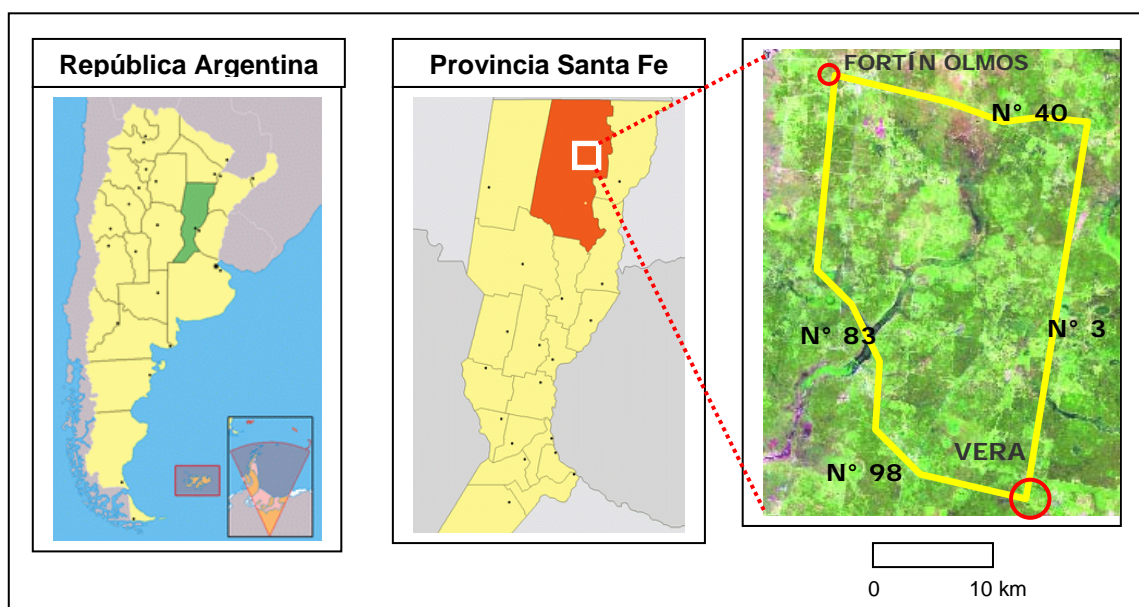 República Argentina
Provincia Santa Fe
FORTÍN OLMOS
N° 40
N° 83
N° 3
VERA
N° 98
0 10 km